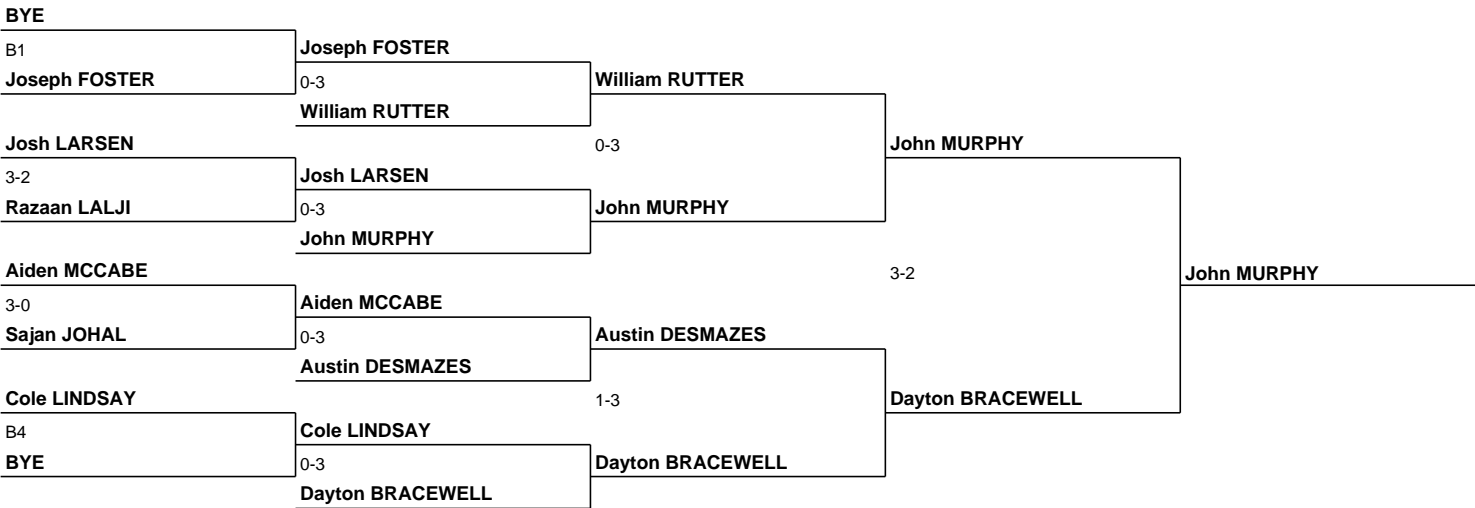 BYE
B1
Joseph FOSTER
Joseph FOSTER
0-3
William RUTTER
William RUTTER
Josh LARSEN
3-2
Razaan LALJI
Josh LARSEN
0-3
John MURPHY
0-3
John MURPHY
John MURPHY
Aiden MCCABE
3-0
Sajan JOHAL
Aiden MCCABE
0-3
Austin DESMAZES
Austin DESMAZES
3-2
John MURPHY
Cole LINDSAY
B4
BYE
Cole LINDSAY
0-3
Dayton BRACEWELL
1-3
Dayton BRACEWELL
Dayton BRACEWELL